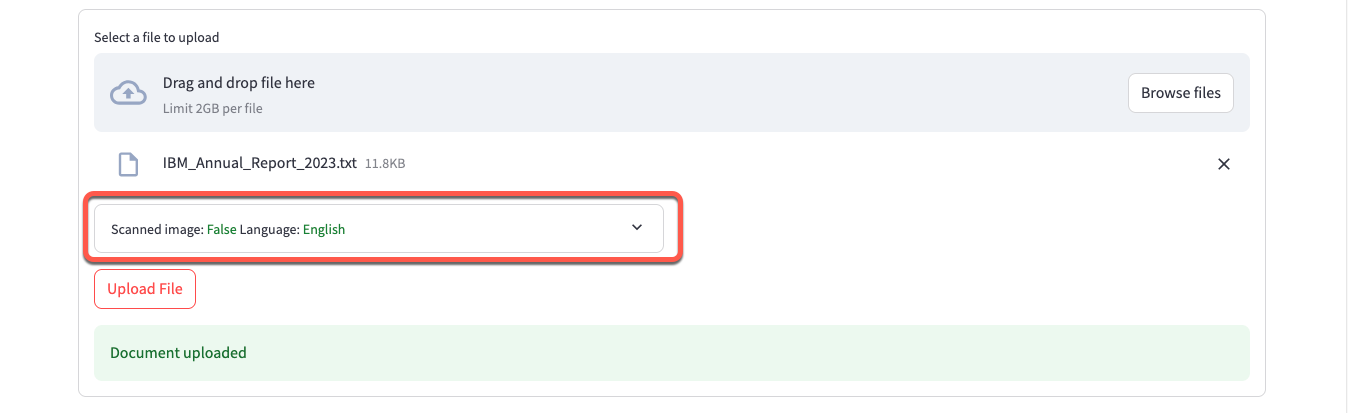 Select a file to upload
Drag and drop file here
Limit 2GB per file
Browse files
IBM_Annual_Report_2023.txt 11.8KB
Scanned image: False Language: English
Upload File
Document uploaded